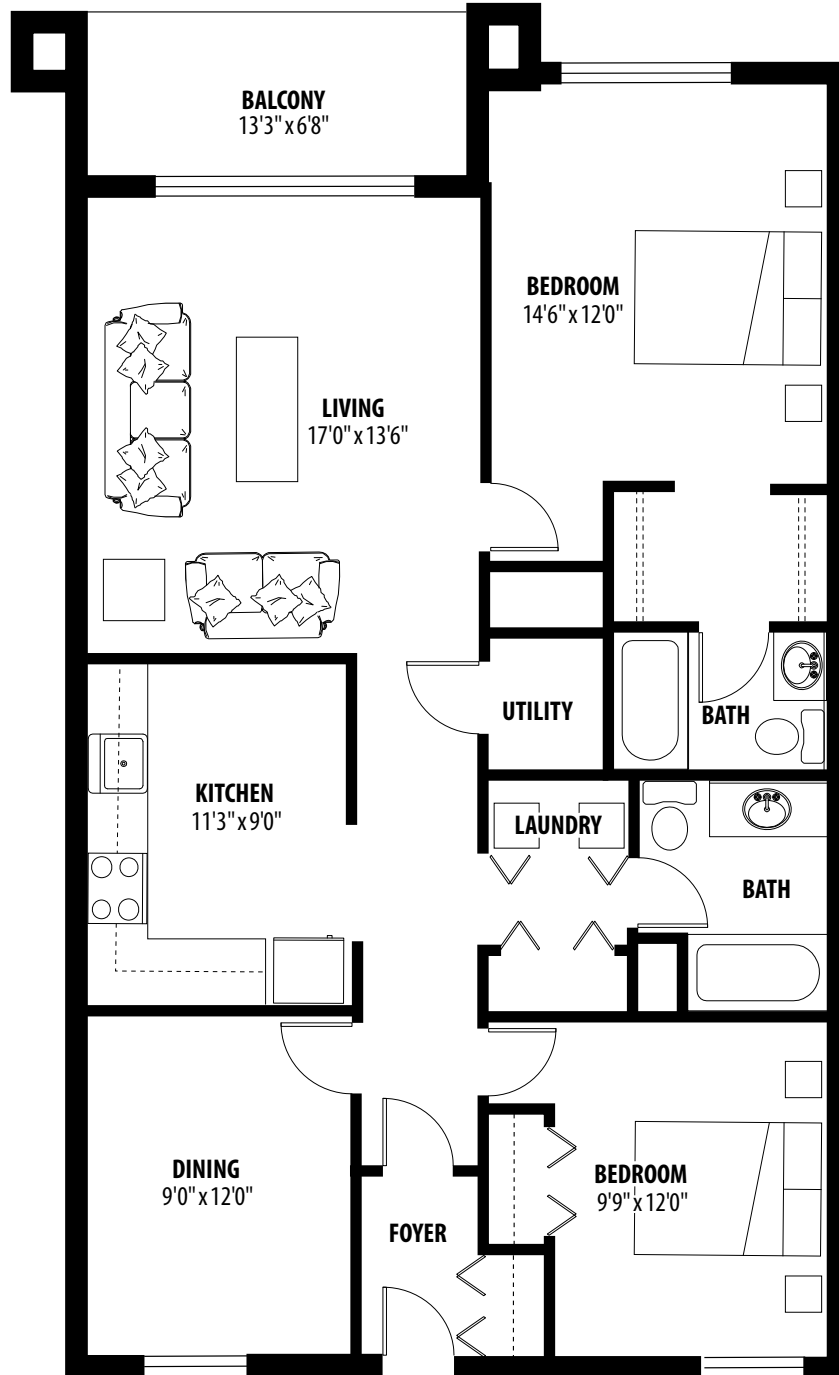 BALCONY
13'3" x 6'8"
BEDROOM
14'6" x 12'0"
LIVING
17'0" x 13'6"
UTILITY
BATH
KITCHEN
11'3" x 9'0"
LAUNDRY
BATH
DINING
9'0" x 12'0"
BEDROOM
9'9" x 12'0"
FOYER